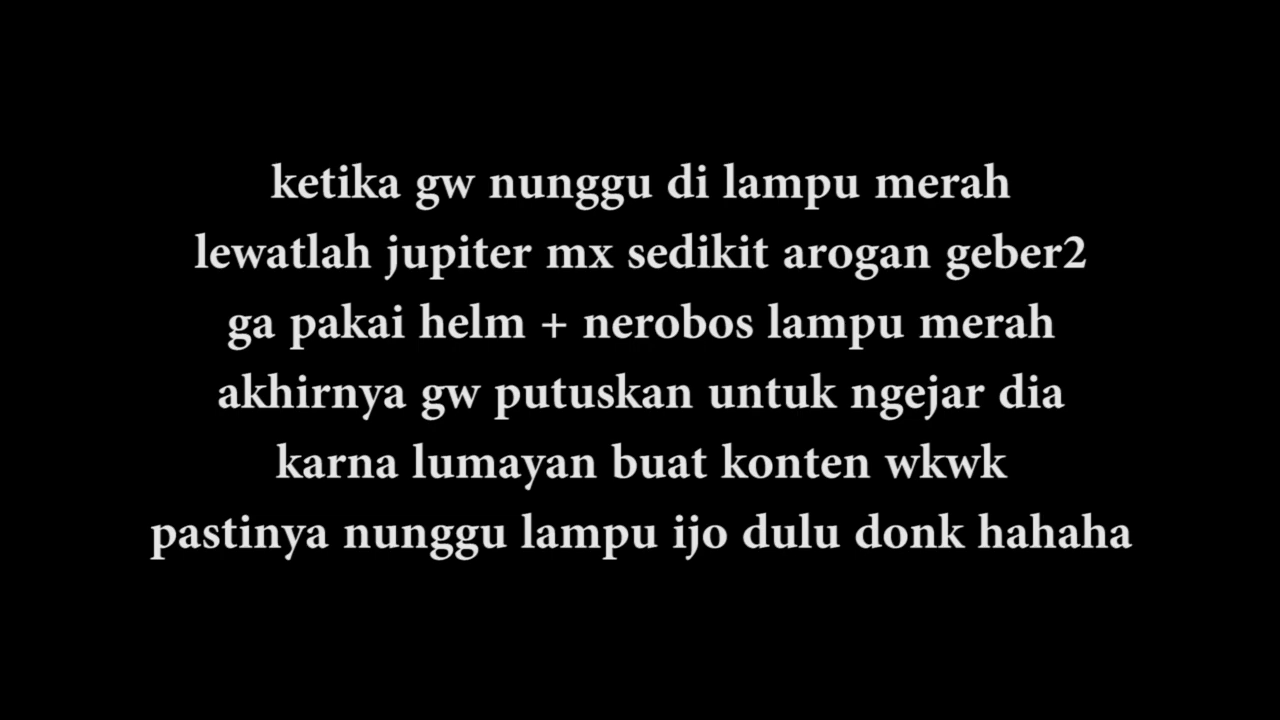 ketika gw nunggu di lampu merah
lewatlah jupiter mx sedikit arogan geber2
ga pakai helm + nerobos lampu merah
akhirnya gw putuskan untuk ngejar dia
karna lumayan buat konten wkwk
pastinya nunggu lampu ijo dulu donk hahaha